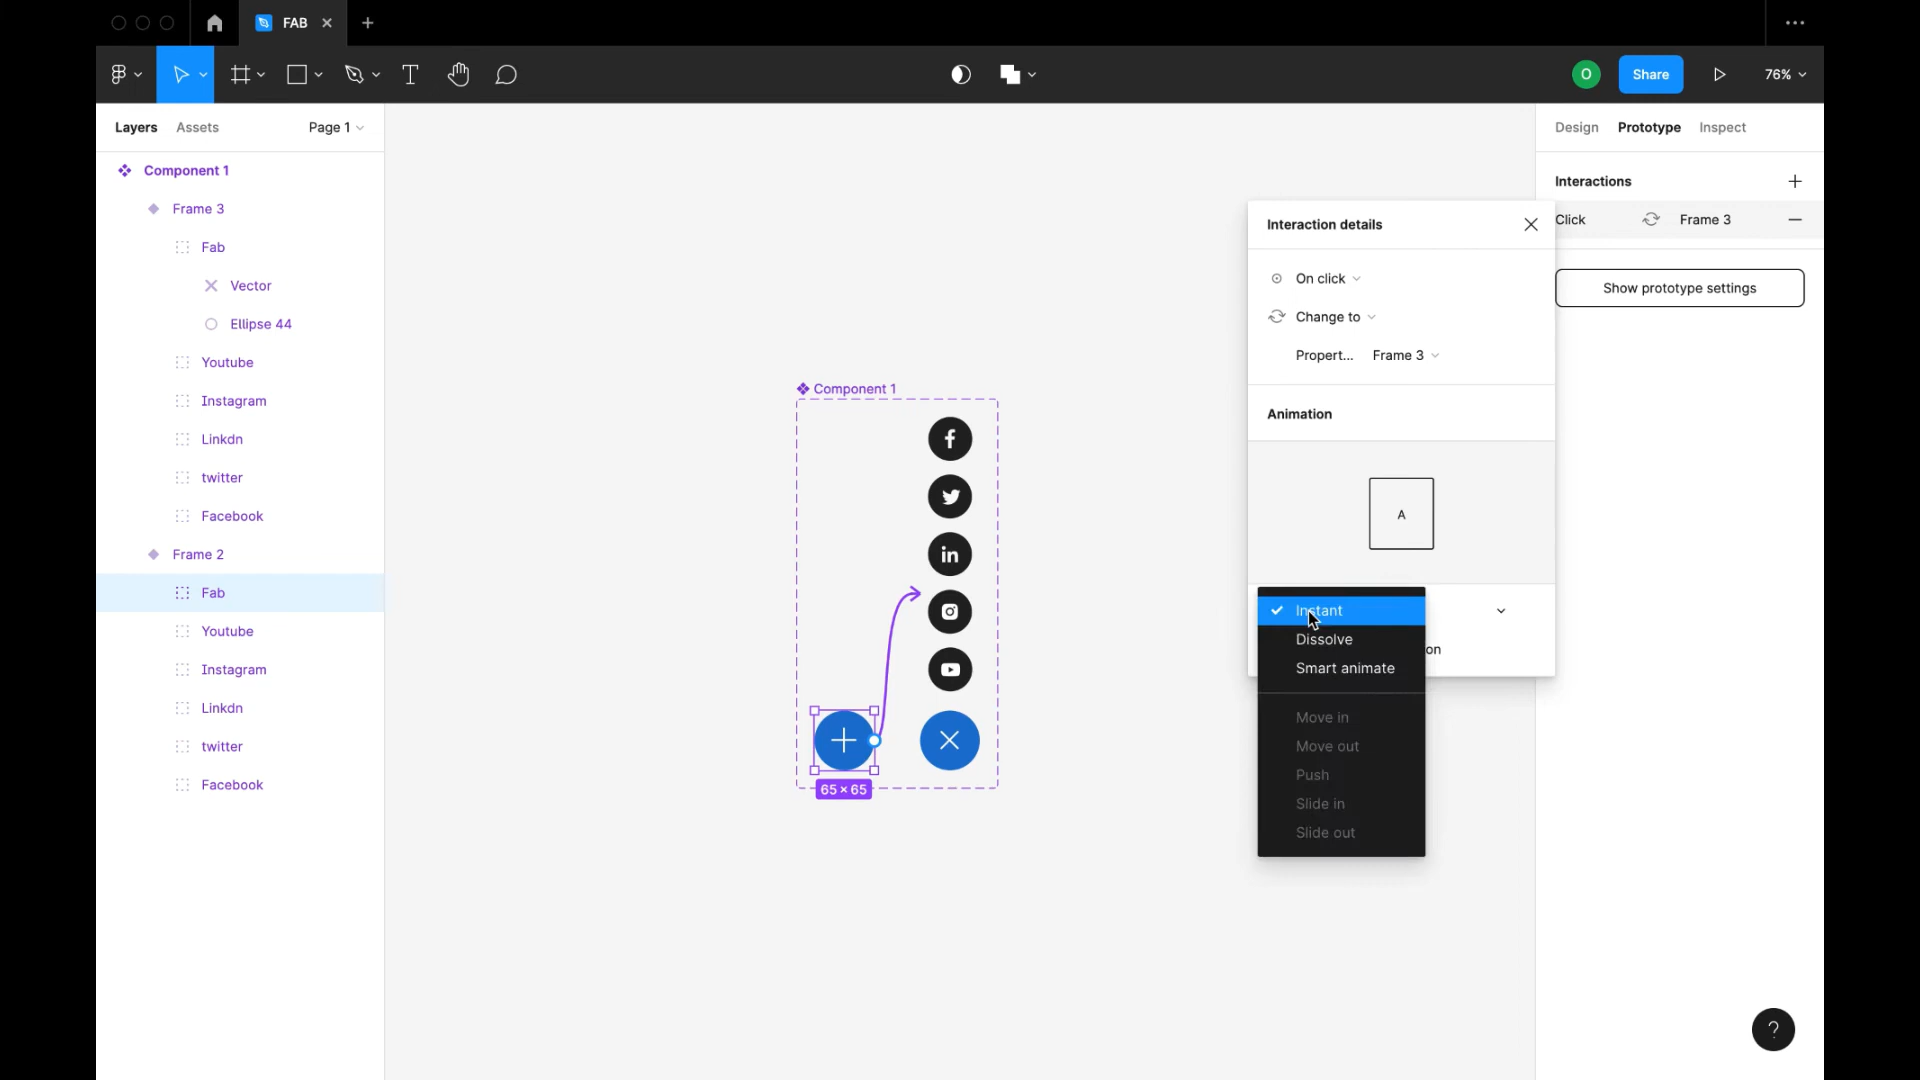 FAB
O
Share
76%
Layers
Assets
Page 1
Component 1
Frame 3
Fab
Vector
Ellipse 44
Youtube
Instagram
Linkdn
twitter
Facebook
Frame 2
Fab
Youtube
Instagram
Linkdn
twitter
Facebook
Component 1
65 × 65
Interaction details
On click
Change to
Propert... Frame 3
Animation
A
Instant
Dissolve
on
Smart animate
Move in
Move out
Push
Slide in
Slide out
Design
Prototype
Inspect
Interactions
Click Frame 3
Show prototype settings
?